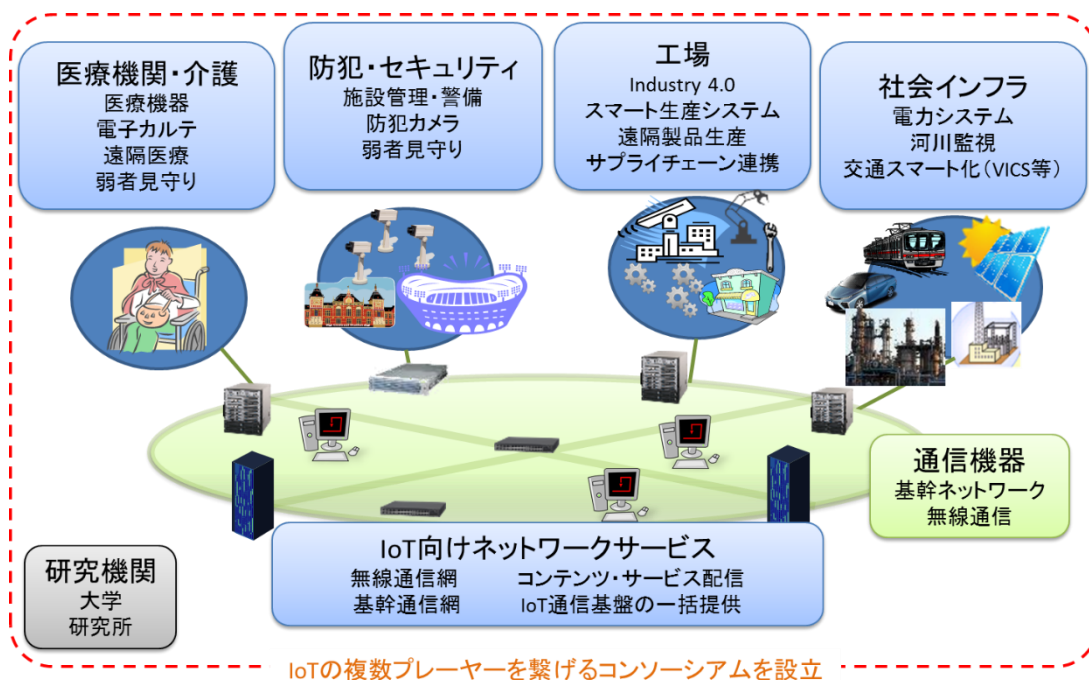 医療機関・介護
医療機器
電子カルテ
遠隔医療
弱者見守り
防犯・セキュリティ
施設管理・警備
防犯カメラ
弱者見守り
工場
Industry 4.0
スマート生産システム
遠隔製品生産
サプライチェーン連携
社会インフラ
電力システム
河川監視
交通スマート化(VICS等)
通信機器
基幹ネットワーク
無線通信
IoT向けネットワークサービス
無線通信網 コンテンツ・サービス配信
基幹通信網 IoT通信基盤の一括提供
研究機関
大学
研究所
IoTの複数プレーヤーを繋げるコンソーシアムを設立